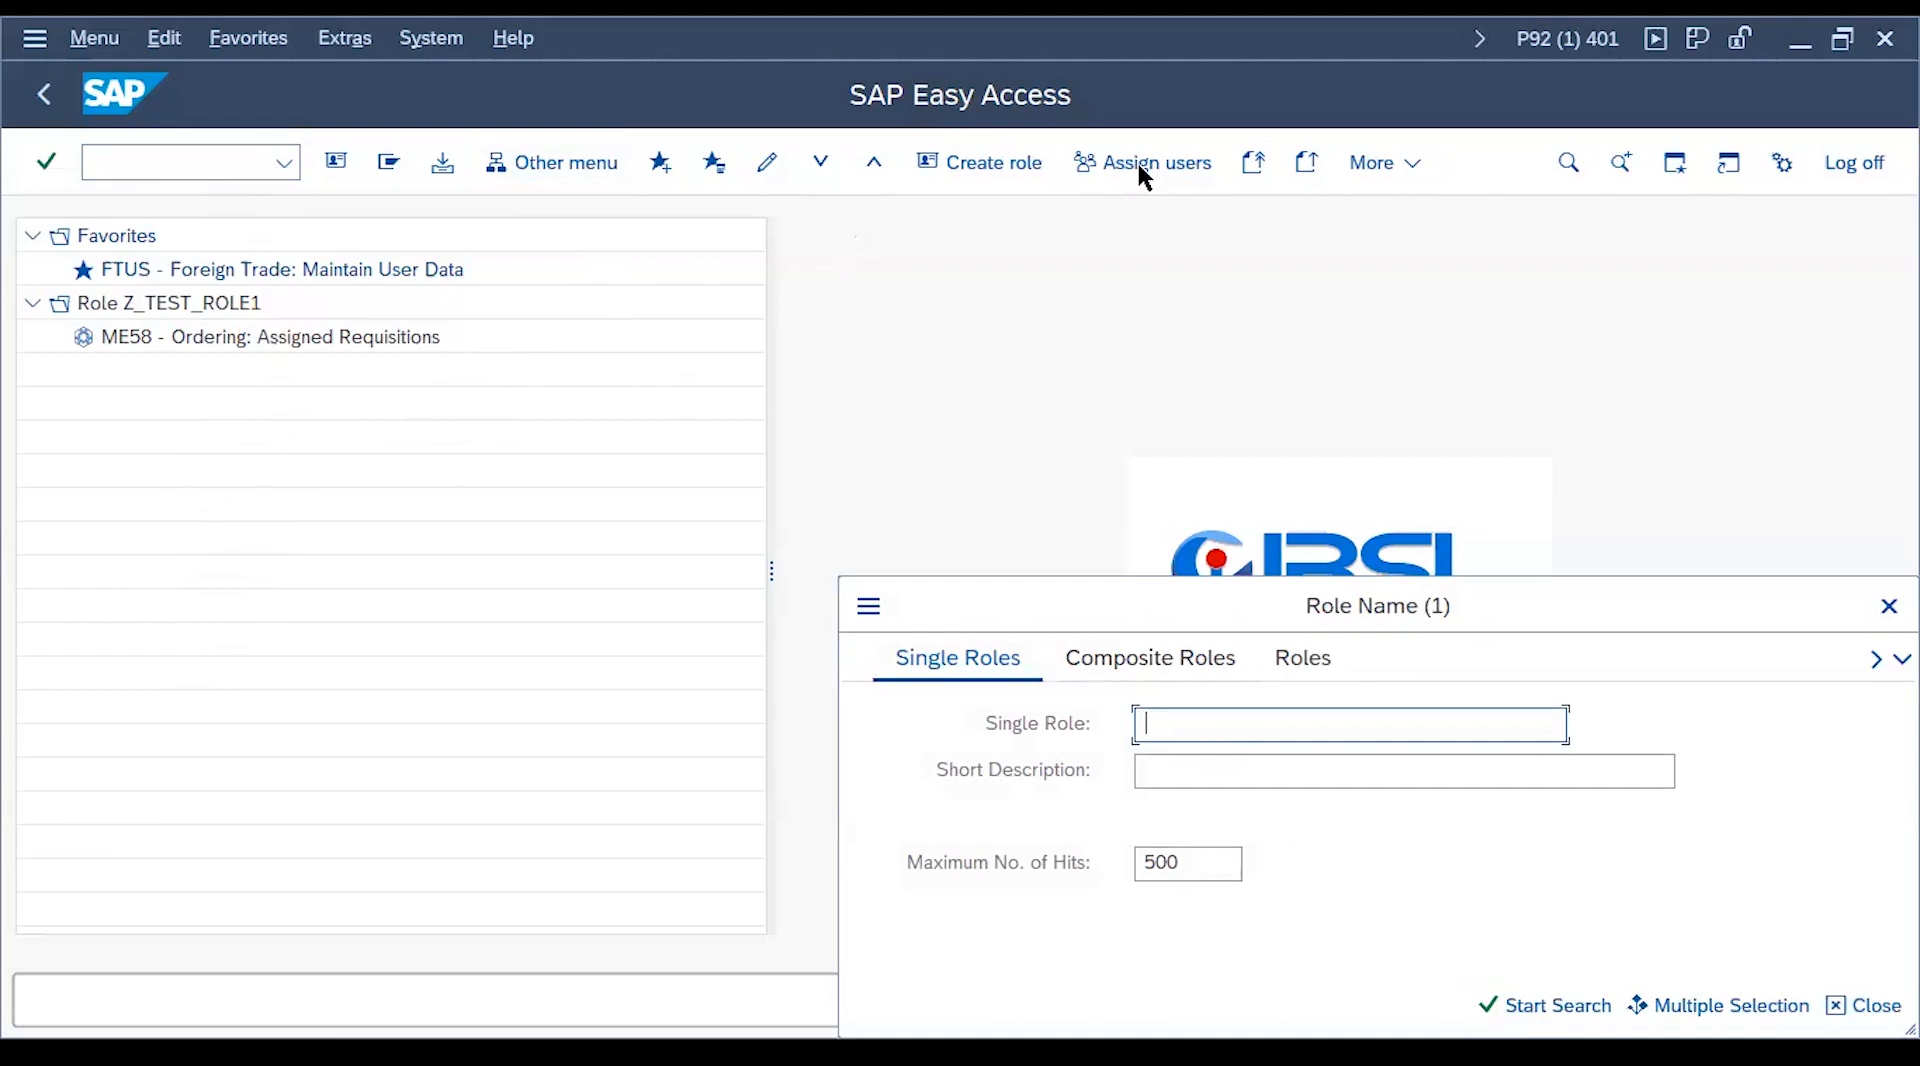 Menu Edit Favorites Extras System Help P92 (1) 401
SAP SAP Easy Access
Other menu Create role Assign users More Log off
Favorites
FTUS - Foreign Trade: Maintain User Data
Role Z_TEST_ROLE1
ME58 - Ordering: Assigned Requisitions
Role Name (1)
Single Roles Composite Roles Roles
Single Role:
Short Description:
Maximum No. of Hits: 500
Start Search Multiple Selection Close